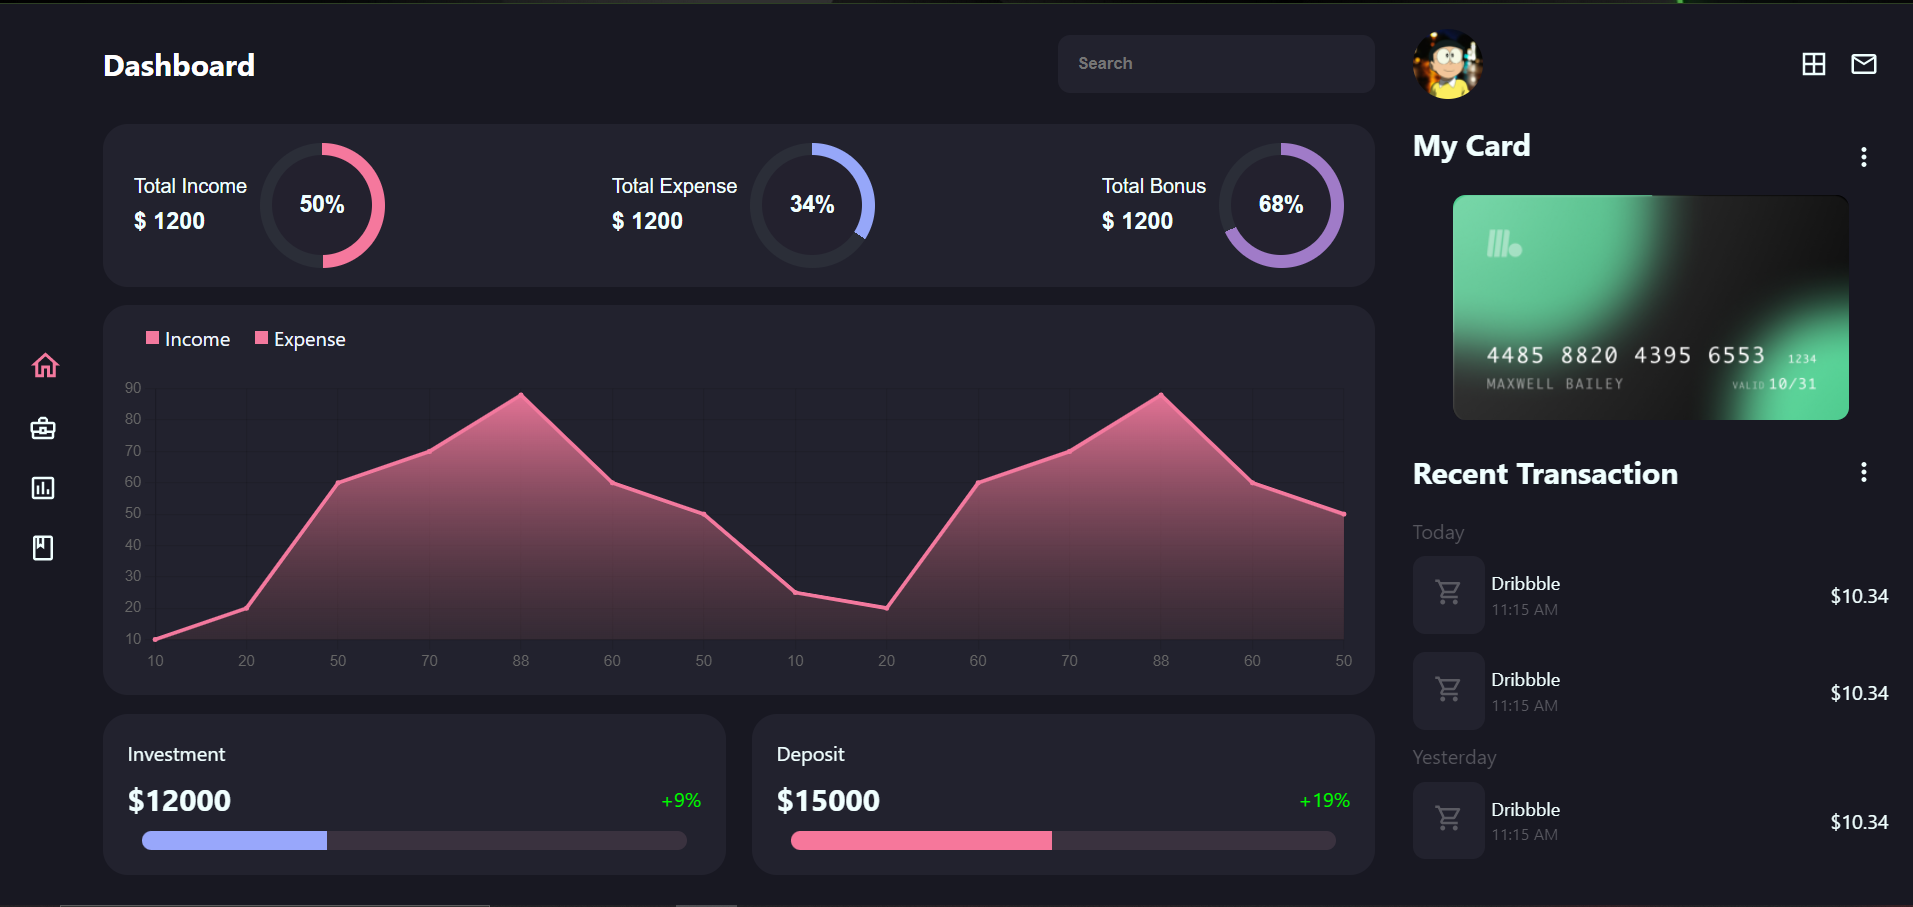 Dashboard
Search
Total Income
$ 1200
50%
Total Expense
$ 1200
34%
Total Bonus
$ 1200
68%
Income Expense
90
80
70
60
50
40
30
20
10
10 20 50 70 88 60 50 10 20 60 70 88 60 50
Investment
$12000 +9%
Deposit
$15000 +19%
My Card
4485 8820 4395 6553 1234
MAXWELL BAILEY VALID 10/31
Recent Transaction
Today
Dribbble
11:15 AM
$10.34
Dribbble
11:15 AM
$10.34
Yesterday
Dribbble
11:15 AM
$10.34